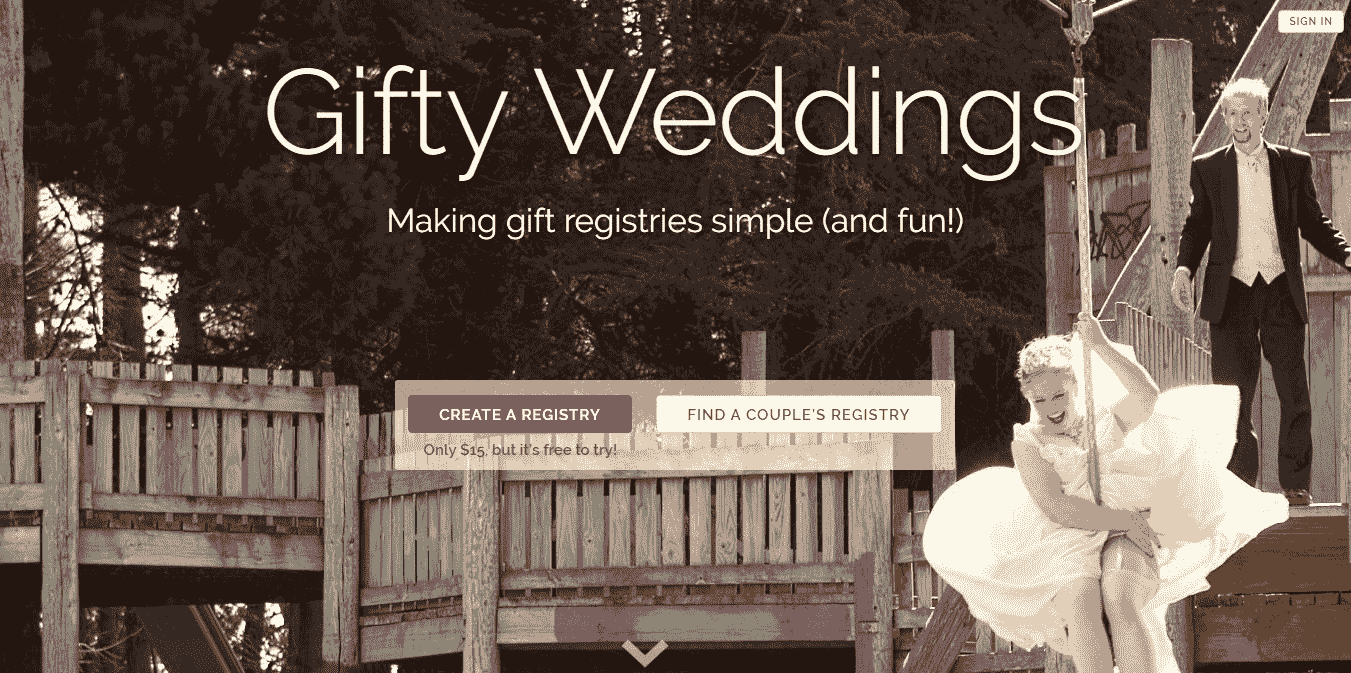 SIGN IN
Gifty Weddings
Making gift registries simple (and fun!)
CREATE A REGISTRY
FIND A COUPLE'S REGISTRY
Only $15, but it's free to try!